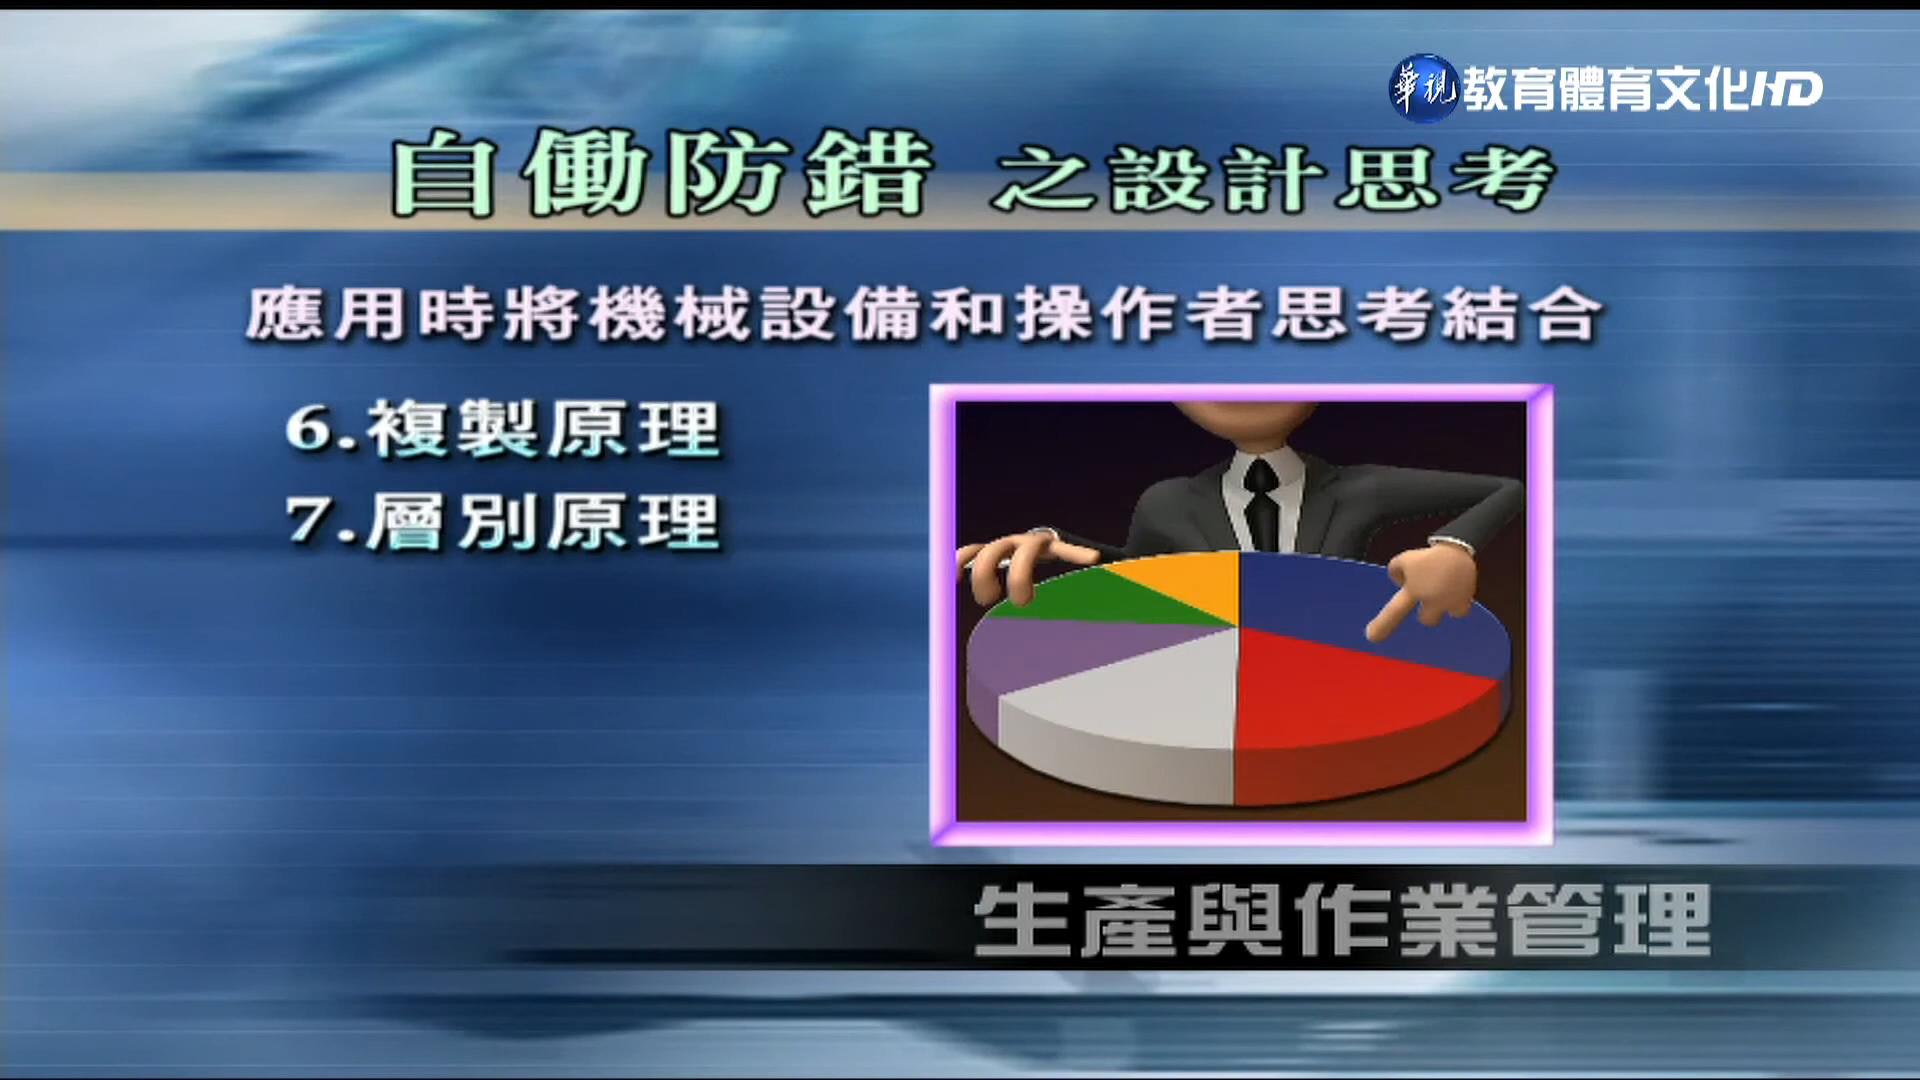 華視 教育體育文化HD
自働防錯 之設計思考
應用時將機械設備和操作者思考結合
6.複製原理
7.層別原理
生產與作業管理